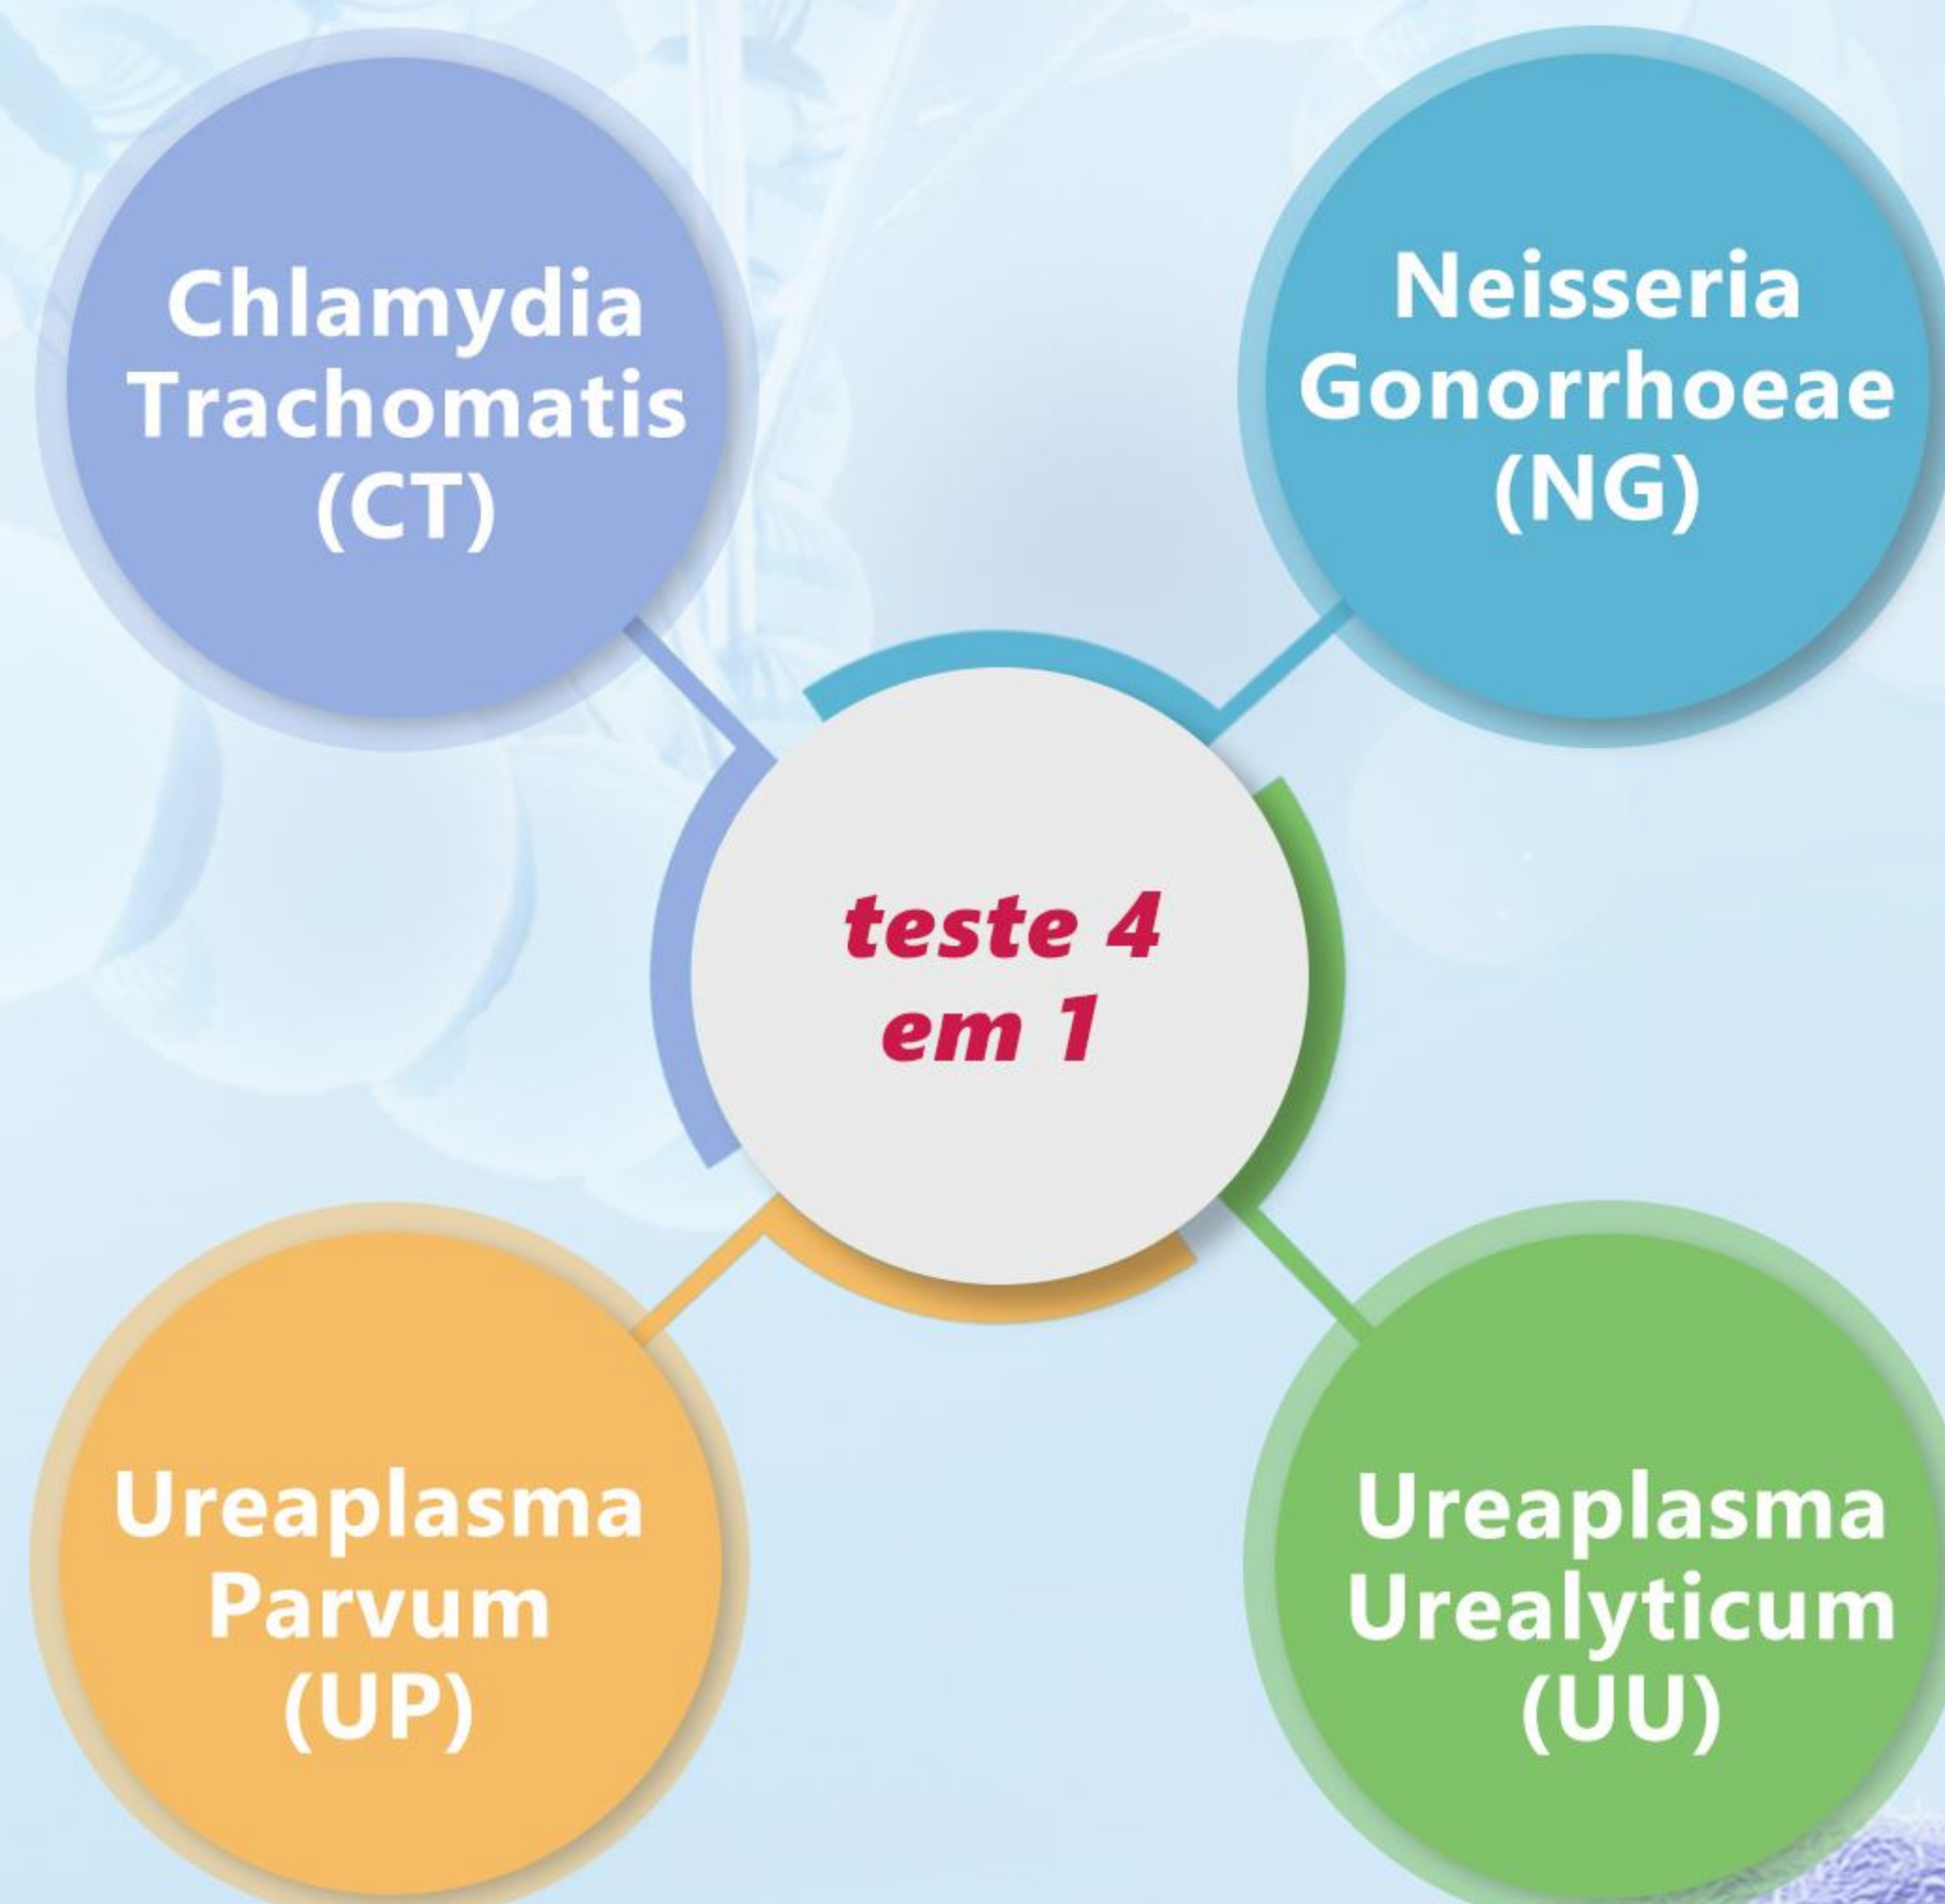 Chlamydia
Trachomatis
(CT)
Neisseria
Gonorrhoeae
(NG)
teste 4
em 1
Ureaplasma
Parvum
(UP)
Ureaplasma
Urealyticum
(UU)